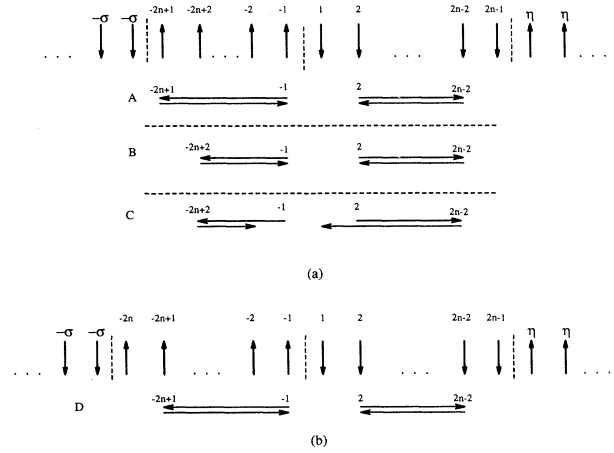 −σ −σ -2n+1 -2n+2 -2 -1 1 2 2n-2 2n-1 η η
. . . . . . . . . . . .
A -2n+1 -1 2 2n-2
B -2n+2 -1 2 2n-2
C -2n+2 -1 2 2n-2
(a)
−σ −σ -2n -2n+1 -2 -1 1 2 2n-2 2n-1 η η
. . . . . . . . . . . .
D -2n+1 -1 2 2n-2
(b)